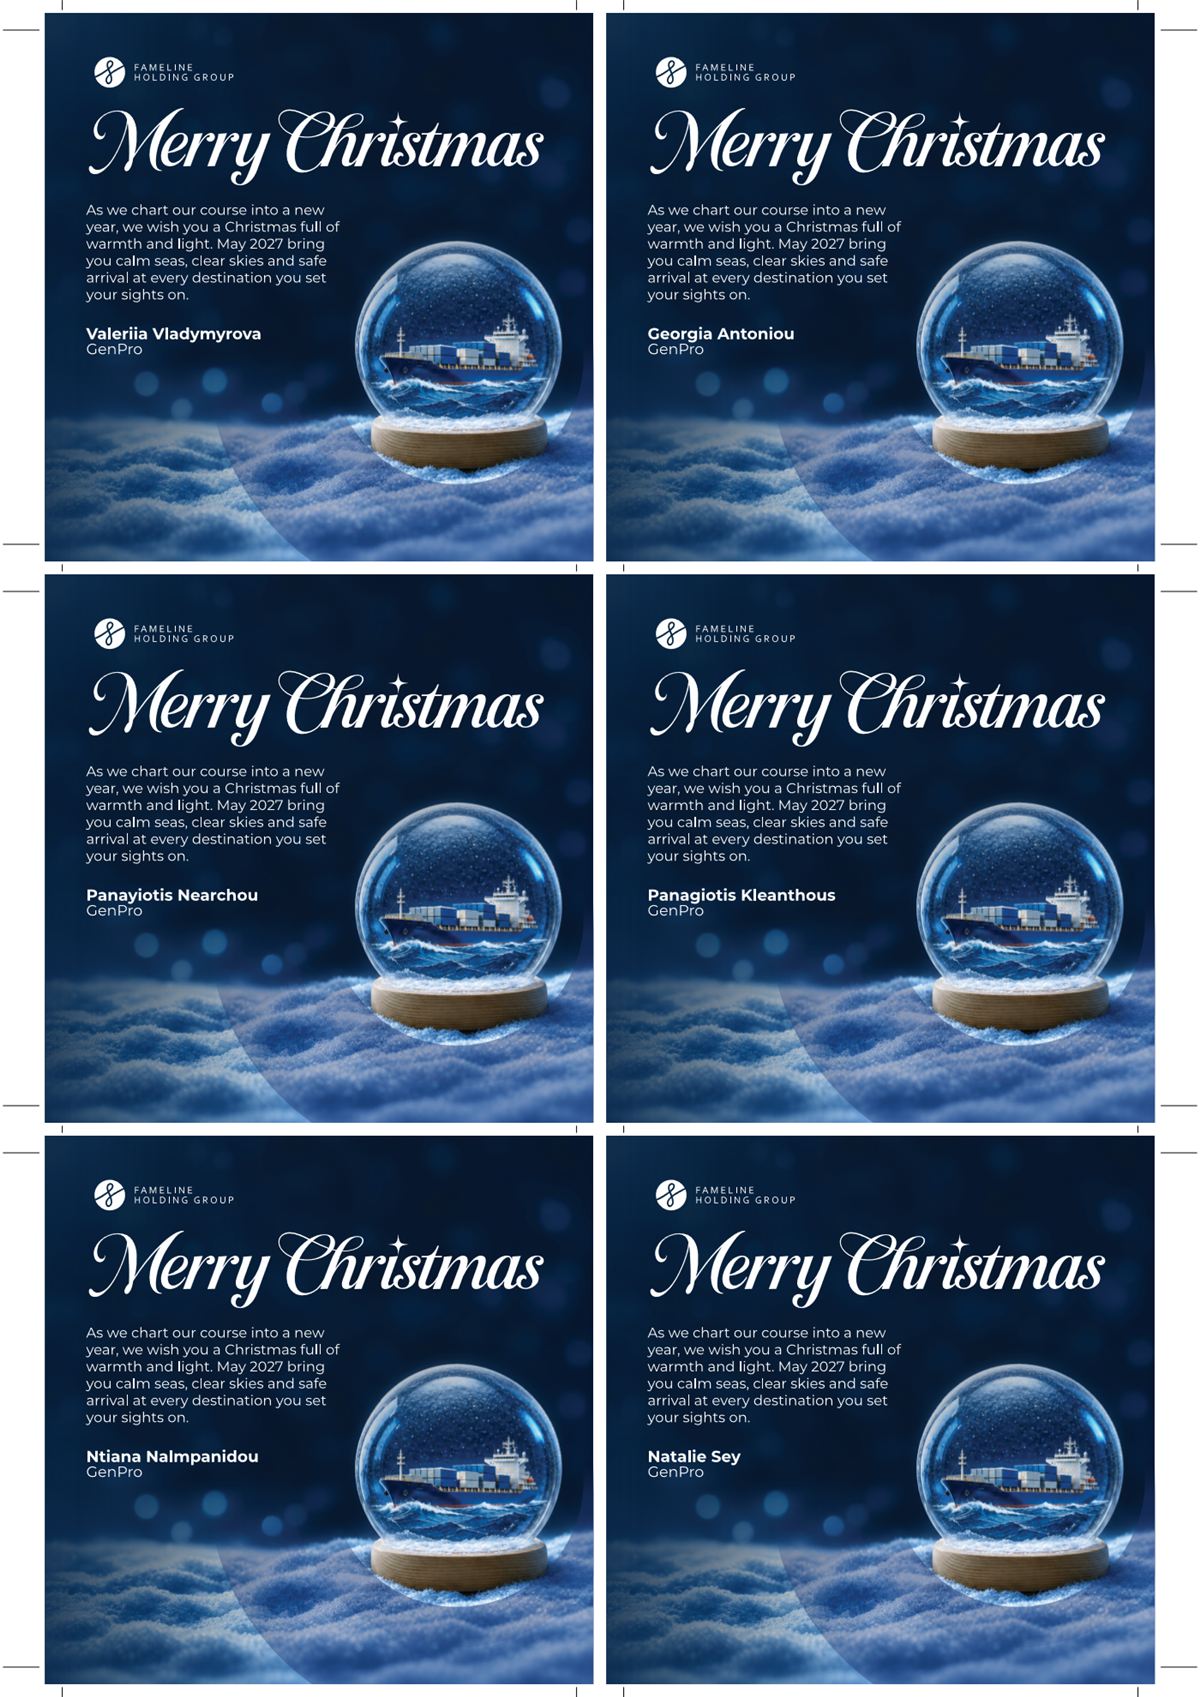 FAMELINE
HOLDING GROUP
Merry Christmas
As we chart our course into a new
year, we wish you a Christmas full of
warmth and light. May 2027 bring
you calm seas, clear skies and safe
arrival at every destination you set
your sights on.
Valeriia Vladymyrova
GenPro
FAMELINE
HOLDING GROUP
Merry Christmas
As we chart our course into a new
year, we wish you a Christmas full of
warmth and light. May 2027 bring
you calm seas, clear skies and safe
arrival at every destination you set
your sights on.
Georgia Antoniou
GenPro
FAMELINE
HOLDING GROUP
Merry Christmas
As we chart our course into a new
year, we wish you a Christmas full of
warmth and light. May 2027 bring
you calm seas, clear skies and safe
arrival at every destination you set
your sights on.
Panayiotis Nearchou
GenPro
FAMELINE
HOLDING GROUP
Merry Christmas
As we chart our course into a new
year, we wish you a Christmas full of
warmth and light. May 2027 bring
you calm seas, clear skies and safe
arrival at every destination you set
your sights on.
Panagiotis Kleanthous
GenPro
FAMELINE
HOLDING GROUP
Merry Christmas
As we chart our course into a new
year, we wish you a Christmas full of
warmth and light. May 2027 bring
you calm seas, clear skies and safe
arrival at every destination you set
your sights on.
Ntiana Nalmpanidou
GenPro
FAMELINE
HOLDING GROUP
Merry Christmas
As we chart our course into a new
year, we wish you a Christmas full of
warmth and light. May 2027 bring
you calm seas, clear skies and safe
arrival at every destination you set
your sights on.
Natalie Sey
GenPro